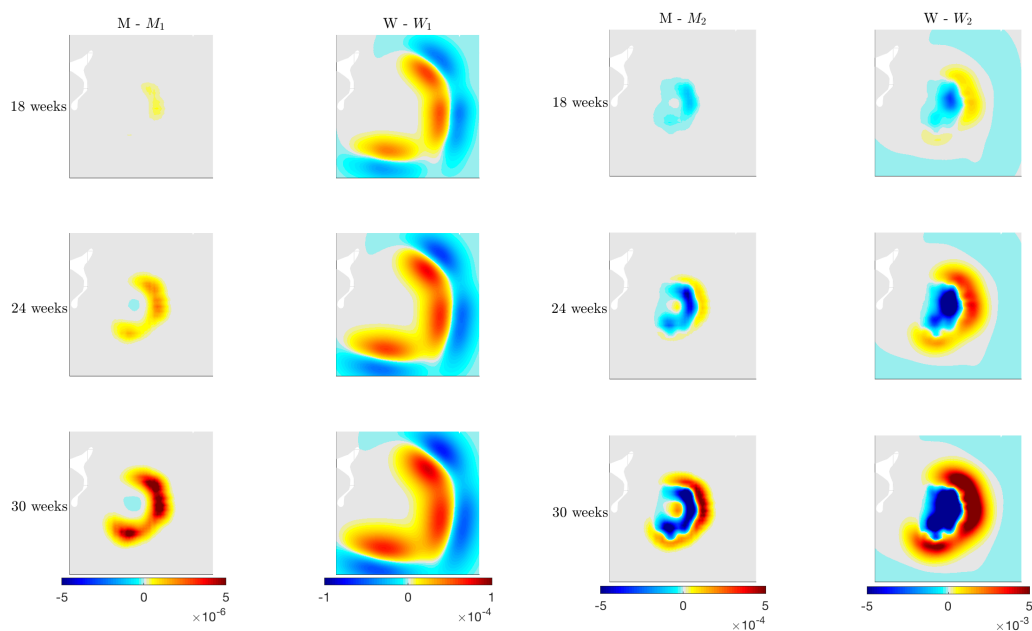 M - M₁
W - W₁
M - M₂
W - W₂
18 weeks
18 weeks
24 weeks
24 weeks
30 weeks
30 weeks
-5 0 5
×10⁻⁶
-1 0 1
×10⁻⁴
-5 0 5
×10⁻⁴
-5 0 5
×10⁻³